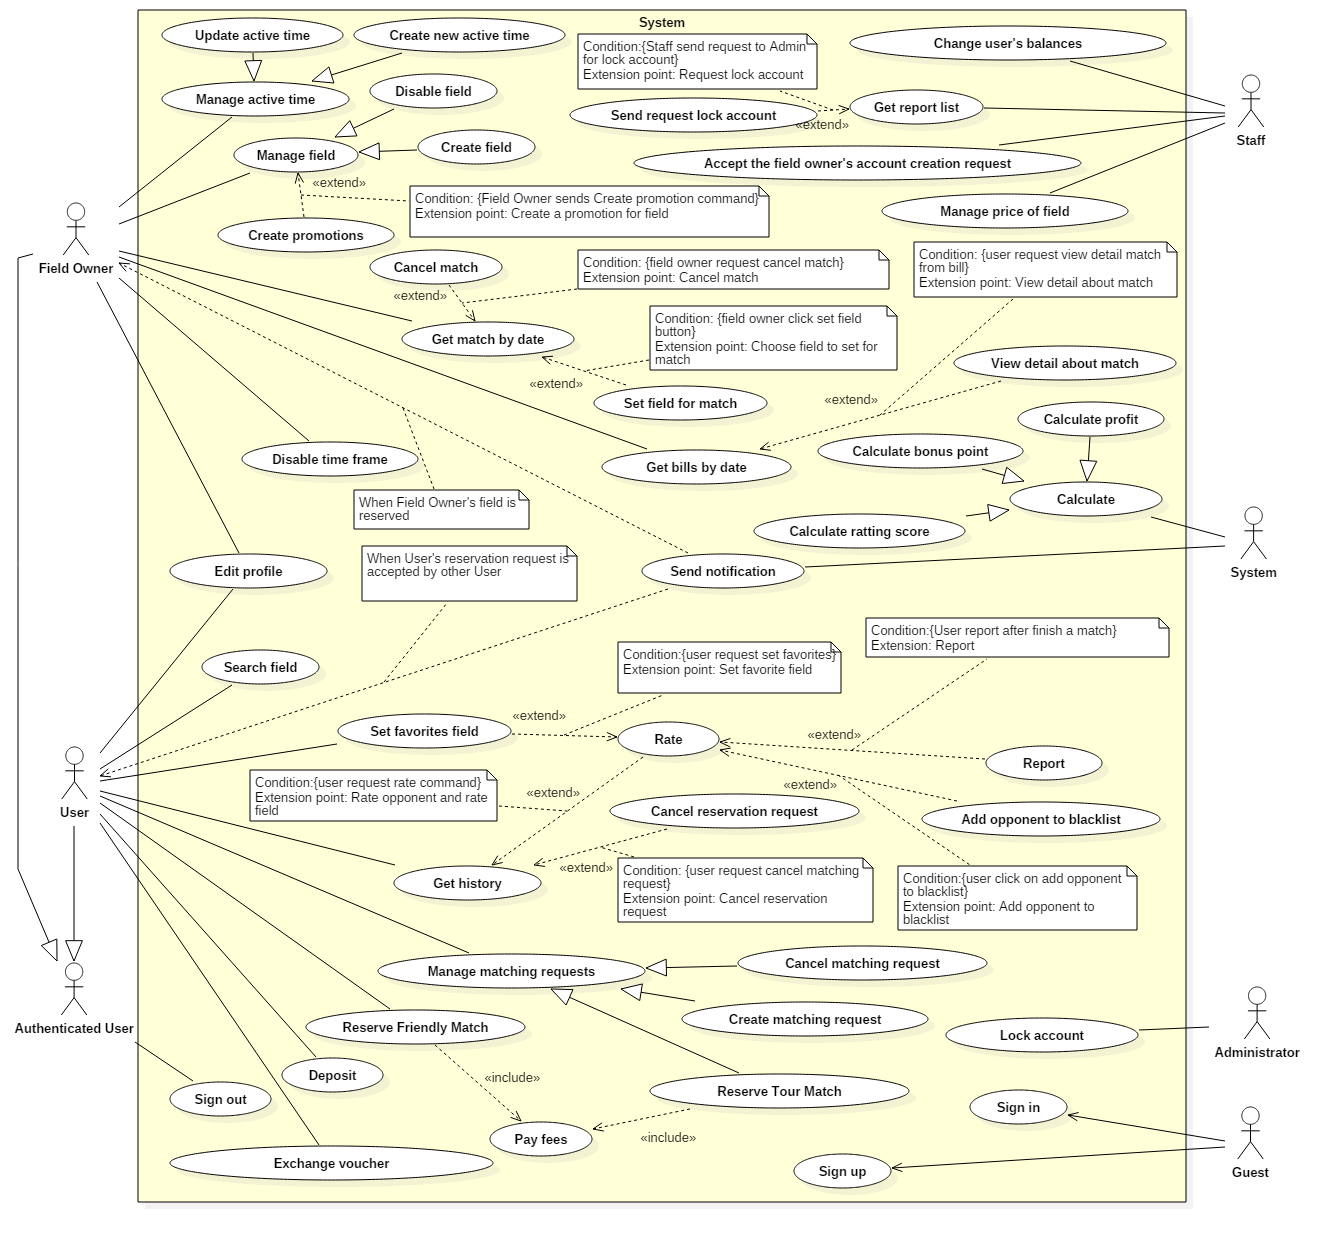 System
Update active time
Create new active time
Condition:{Staff send request to Admin
for lock account}
Extension point: Request lock account
Change user's balances
Manage active time
Disable field
Send request lock account
«extend»
Get report list
Staff
Manage field
Create field
Accept the field owner's account creation request
«extend»
Condition: {Field Owner sends Create promotion command}
Extension point: Create a promotion for field
Manage price of field
Create promotions
Field Owner
Cancel match
«extend»
Condition: {field owner request cancel match}
Extension point: Cancel match
Condition: {user request view detail match
from bill}
Extension point: View detail about match
Get match by date
Condition: {field owner click set field
button}
Extension point: Choose field to set for
match
«extend»
Set field for match
View detail about match
«extend»
Calculate profit
Disable time frame
Get bills by date
Calculate bonus point
Calculate
When Field Owner's field is
reserved
Calculate ratting score
System
When User's reservation request is
accepted by other User
Edit profile
Send notification
Search field
Condition:{user request set favorites}
Extension point: Set favorite field
Condition:{User report after finish a match}
Extension: Report
Set favorites field
«extend»
Rate
«extend»
Report
User
Condition:{user request rate command}
Extension point: Rate opponent and rate
field
«extend»
Cancel reservation request
«extend»
Add opponent to blacklist
Get history
«extend»
Condition: {user request cancel matching
request}
Extension point: Cancel reservation
request
Condition:{user click on add opponent
to blacklist}
Extension point: Add opponent to
blacklist
Manage matching requests
Cancel matching request
Authenticated User
Reserve Friendly Match
Create matching request
Lock account
Administrator
Deposit
«include»
Reserve Tour Match
Sign out
Sign in
Pay fees
«include»
Exchange voucher
Sign up
Guest